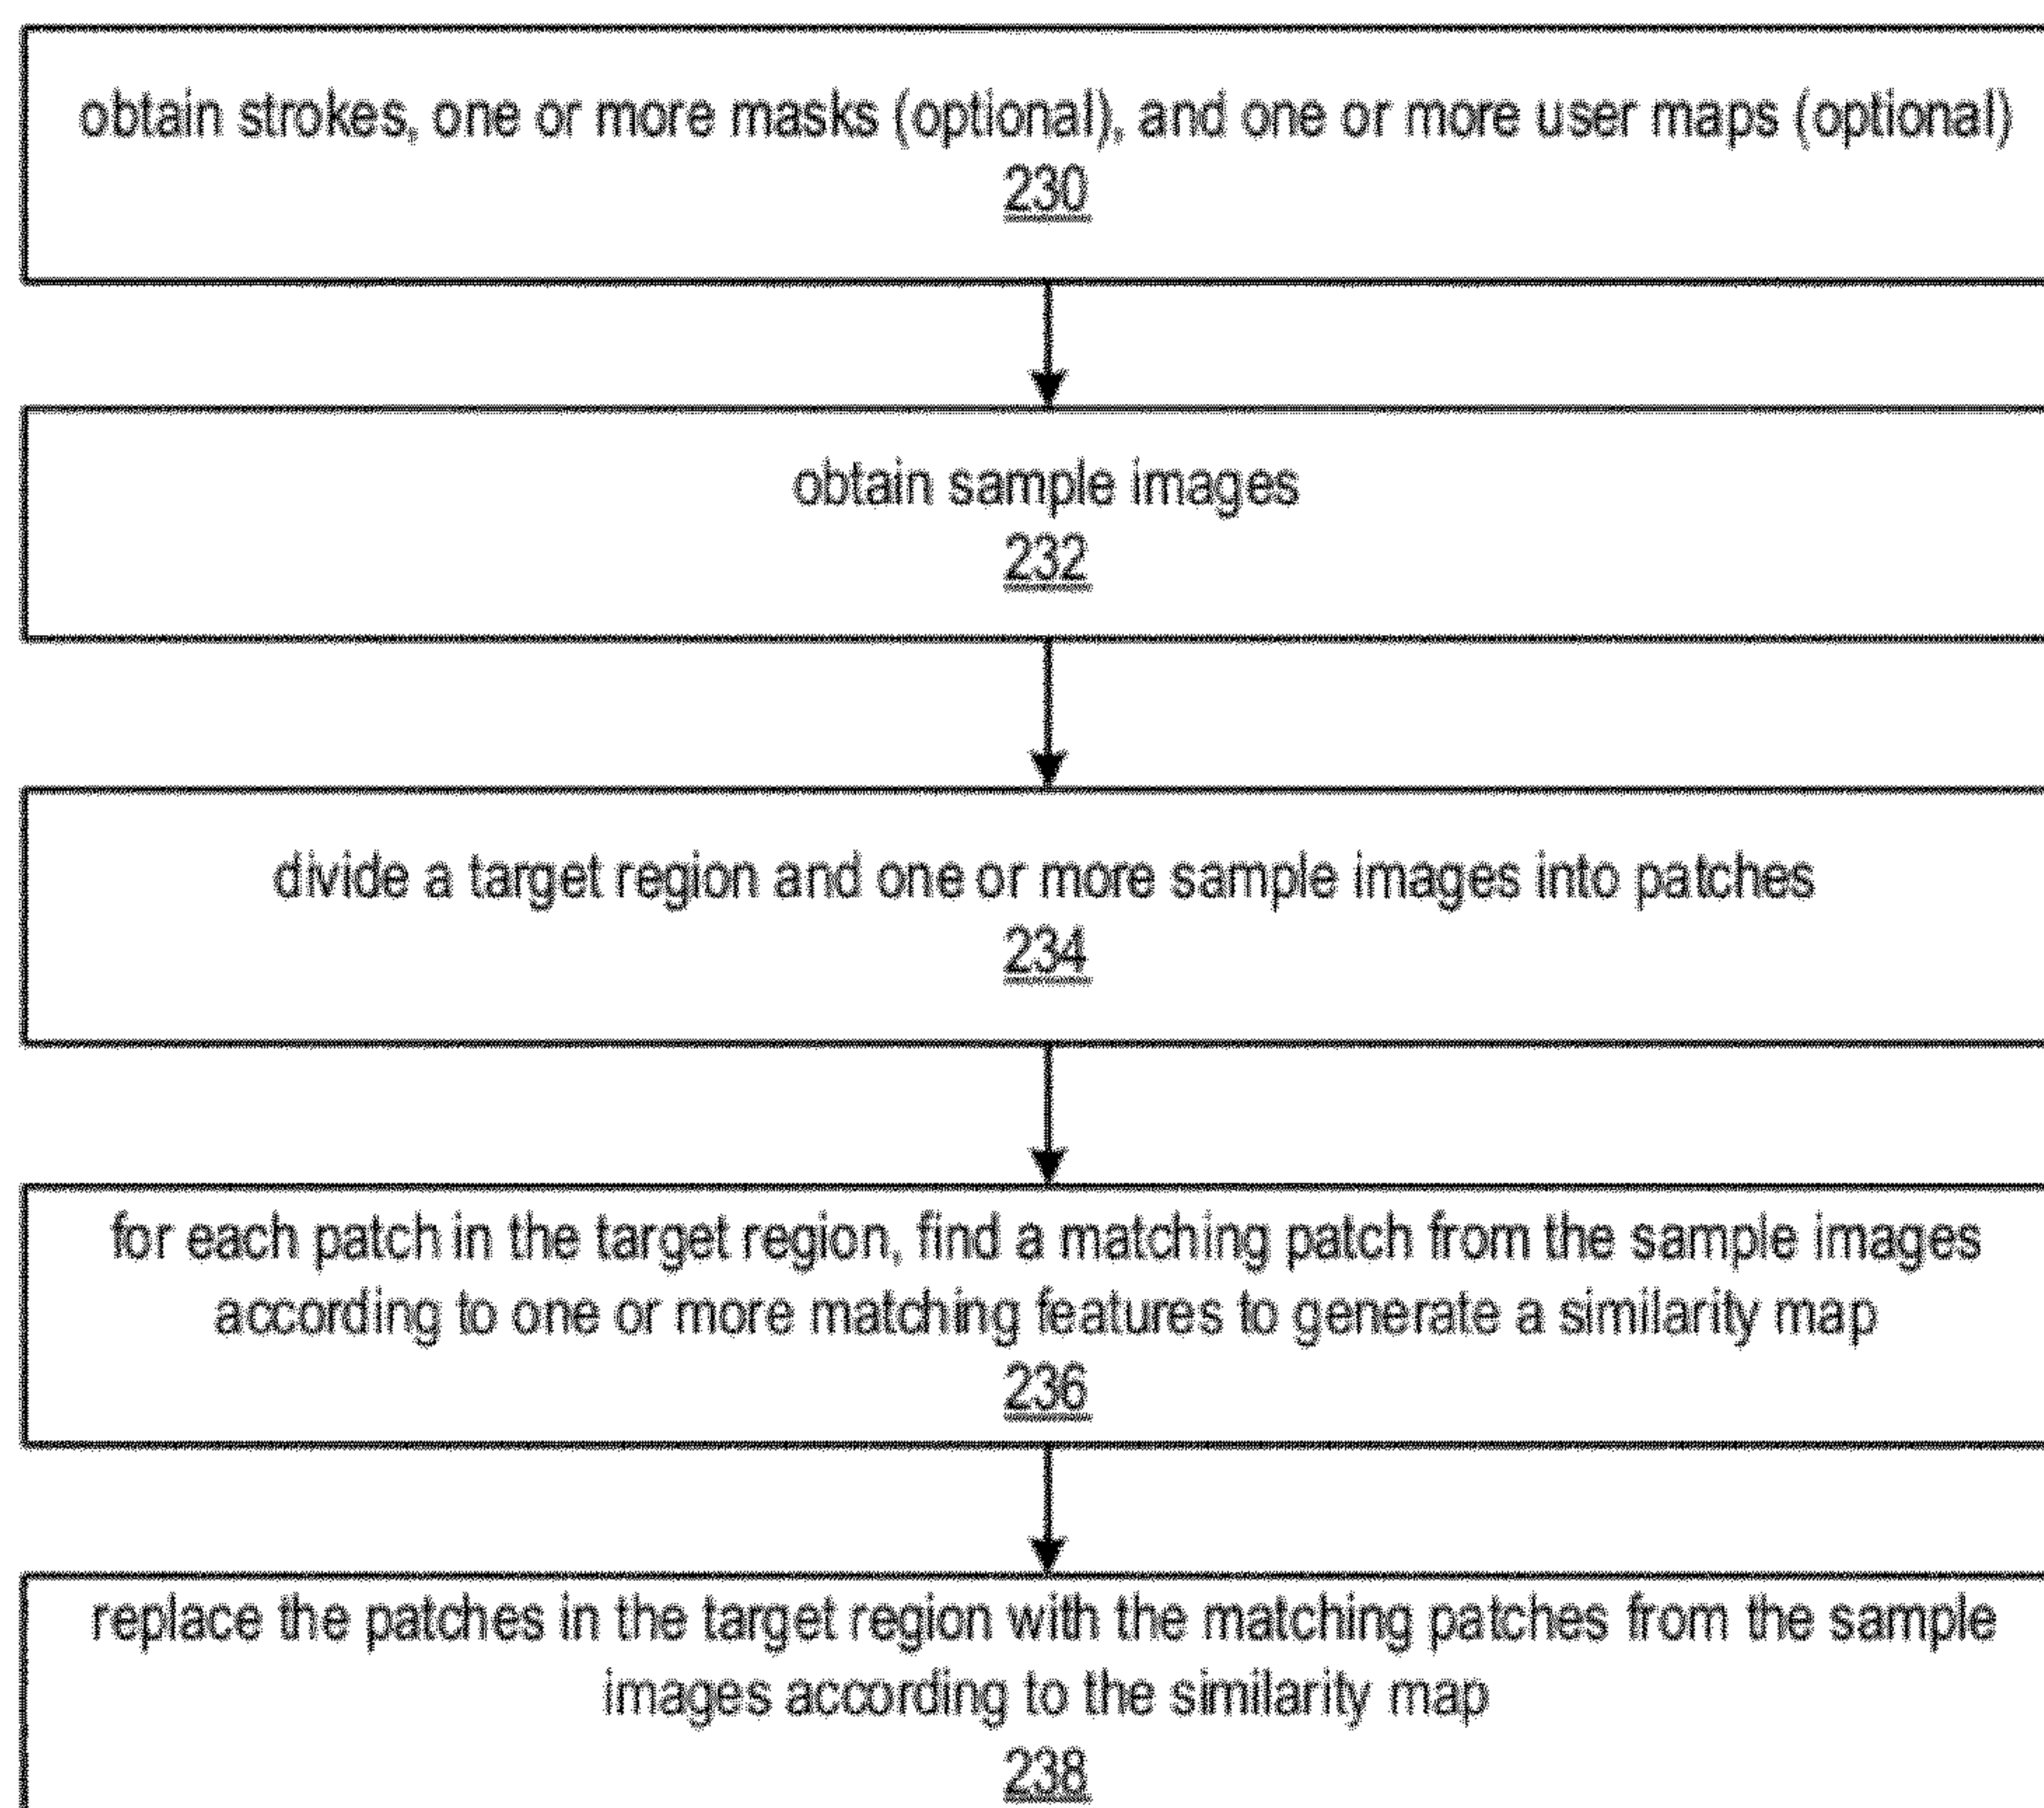 obtain strokes, one or more masks (optional), and one or more user maps (optional)
230
obtain sample images
232
divide a target region and one or more sample images into patches
234
for each patch in the target region, find a matching patch from the sample images
according to one or more matching features to generate a similarity map
236
replace the patches in the target region with the matching patches from the sample
images according to the similarity map
238